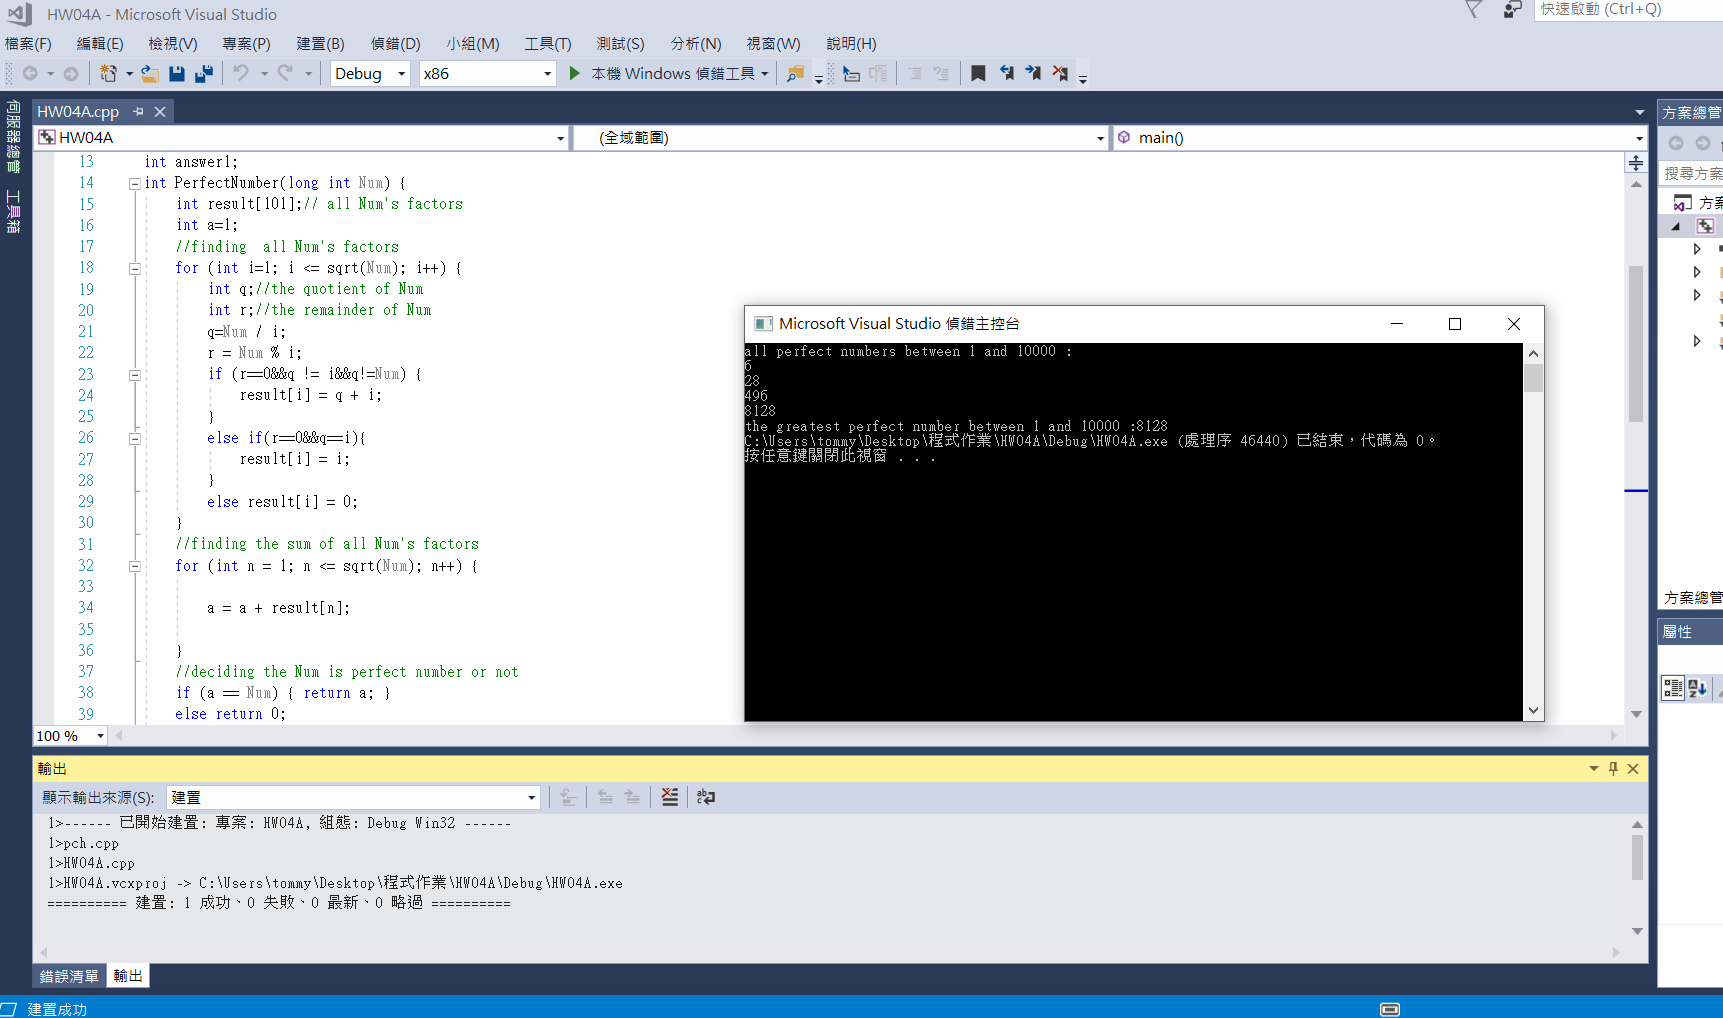 HW04A - Microsoft Visual Studio
快速啟動 (Ctrl+Q)
檔案(F) 編輯(E) 檢視(V) 專案(P) 建置(B) 偵錯(D) 小組(M) 工具(T) 測試(S) 分析(N) 視窗(W) 說明(H)
Debug x86 本機 Windows 偵錯工具
伺服器總管
工具箱
HW04A.cpp
HW04A (全域範圍) main()
13 int answer1;
14 int PerfectNumber(long int Num) {
15 int result[101];// all Num's factors
16 int a=1;
17 //finding  all Num's factors
18 for (int i=1; i <= sqrt(Num); i++) {
19 int q;//the quotient of Num
20 int r;//the remainder of Num
21 q=Num / i;
22 r = Num % i;
23 if (r==0&&q != i&&q!=Num) {
24 result[i] = q + i;
25 }
26 else if(r==0&&q==i){
27 result[i] = i;
28 }
29 else result[i] = 0;
30 }
31 //finding the sum of all Num's factors
32 for (int n = 1; n <= sqrt(Num); n++) {
33
34 a = a + result[n];
35
36 }
37 //deciding the Num is perfect number or not
38 if (a == Num) { return a; }
39 else return 0;
100 %
Microsoft Visual Studio 偵錯主控台
all perfect numbers between 1 and 10000 :
6
28
496
8128
the greatest perfect number between 1 and 10000 :8128
C:\Users\tommy\Desktop\程式作業\HW04A\Debug\HW04A.exe (處理序 46440) 已結束，代碼為 0。
按任意鍵關閉此視窗 . . .
方案總管
搜尋方案
方案
方案總管
屬性
輸出
顯示輸出來源(S): 建置
1>------ 已開始建置: 專案: HW04A, 組態: Debug Win32 ------
1>pch.cpp
1>HW04A.cpp
1>HW04A.vcxproj -> C:\Users\tommy\Desktop\程式作業\HW04A\Debug\HW04A.exe
========== 建置: 1 成功、0 失敗、0 最新、0 略過 ==========
錯誤清單 輸出
建置成功